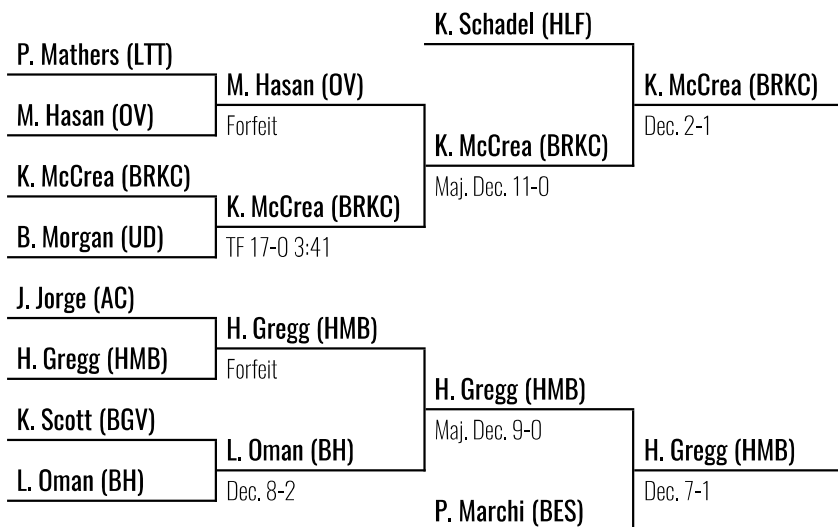 K. Schadel (HLF)
P. Mathers (LTT)
M. Hasan (OV)
K. McCrea (BRKC)
M. Hasan (OV)
Forfeit
Dec. 2-1
K. McCrea (BRKC)
K. McCrea (BRKC)
Maj. Dec. 11-0
K. McCrea (BRKC)
B. Morgan (UD)
TF 17-0 3:41
J. Jorge (AC)
H. Gregg (HMB)
H. Gregg (HMB)
Forfeit
H. Gregg (HMB)
K. Scott (BGV)
Maj. Dec. 9-0
L. Oman (BH)
H. Gregg (HMB)
L. Oman (BH)
Dec. 8-2
Dec. 7-1
P. Marchi (BES)